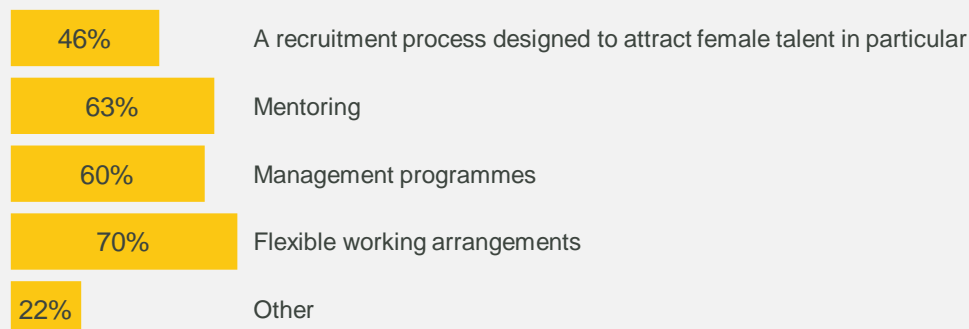 46% A recruitment process designed to attract female talent in particular
63% Mentoring
60% Management programmes
70% Flexible working arrangements
22% Other